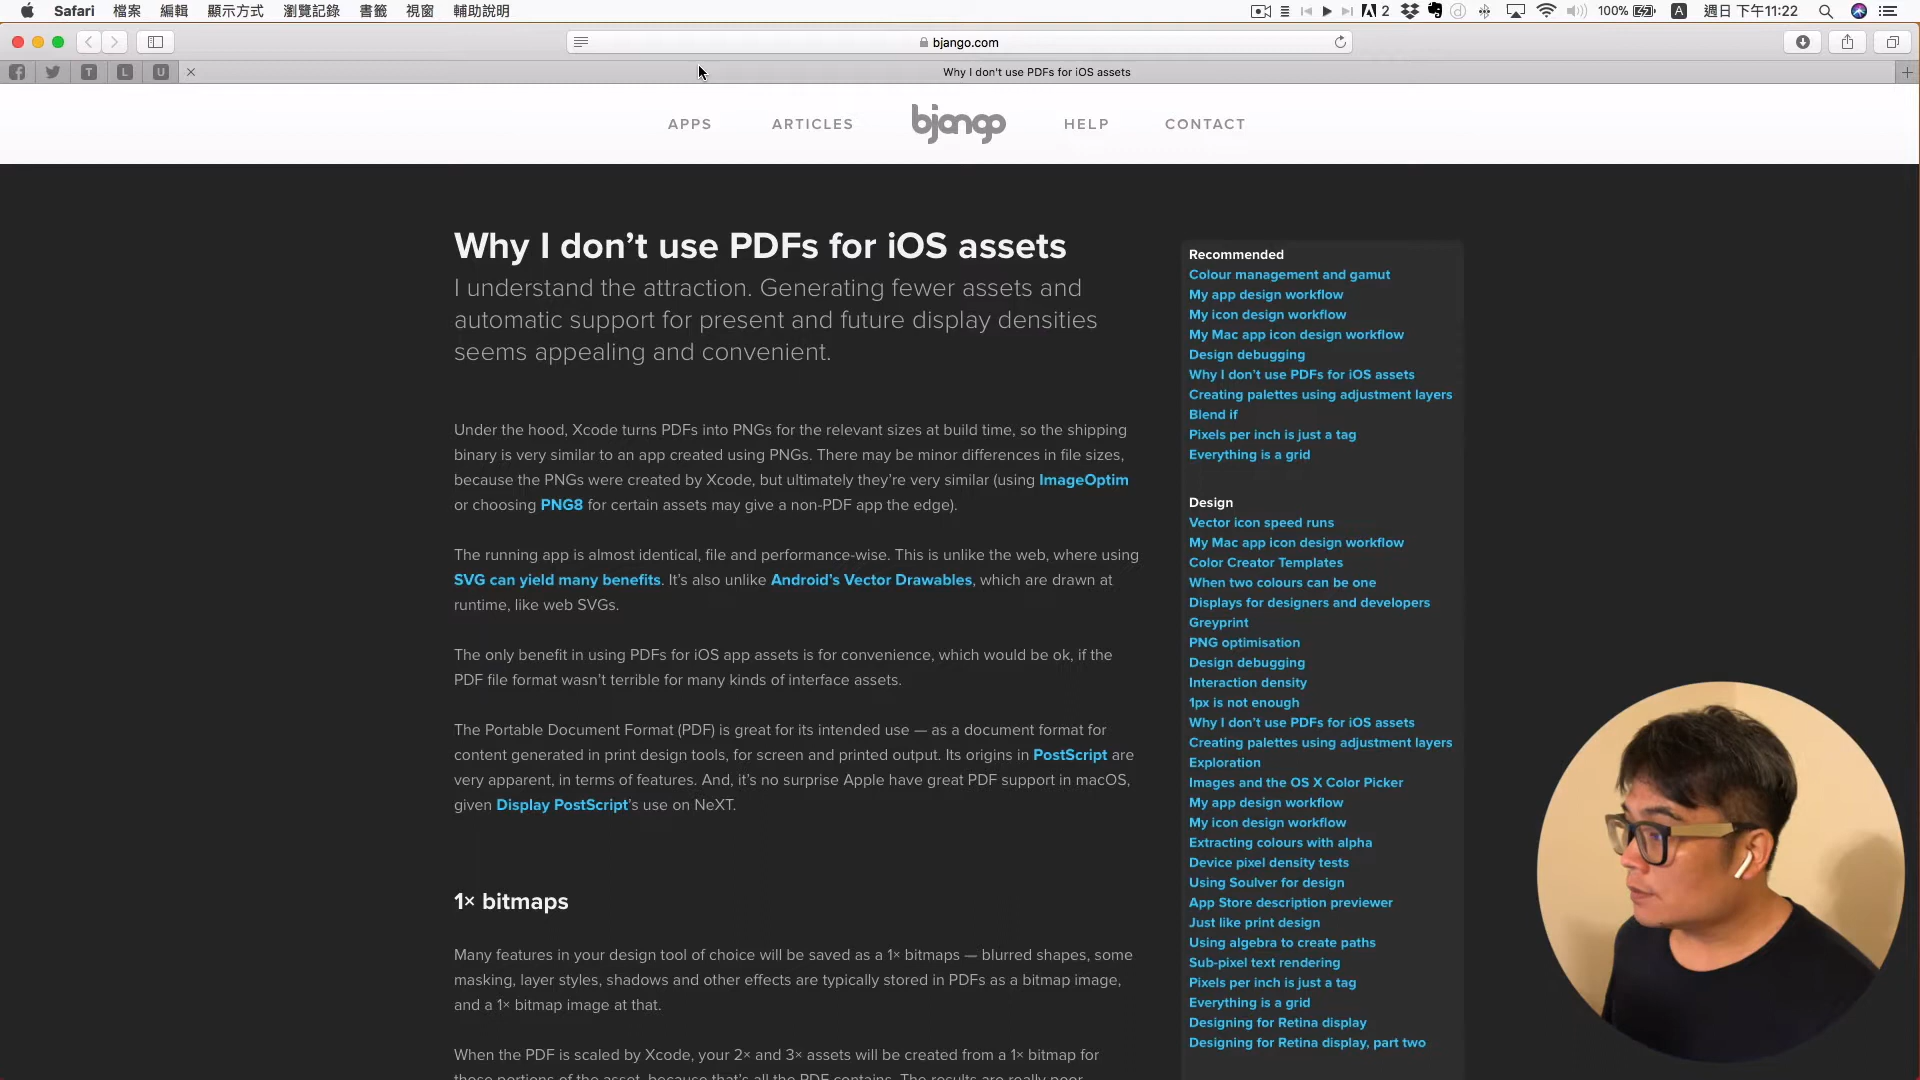 Safari 檔案 編輯 顯示方式 瀏覽記錄 書籤 視窗 輔助說明 2 100% A 週日 下午11:22
bjango.com
T L U Why I don't use PDFs for iOS assets
APPS ARTICLES bjango HELP CONTACT
Why I don’t use PDFs for iOS assets
I understand the attraction. Generating fewer assets and
automatic support for present and future display densities
seems appealing and convenient.
Under the hood, Xcode turns PDFs into PNGs for the relevant sizes at build time, so the shipping
binary is very similar to an app created using PNGs. There may be minor differences in file sizes,
because the PNGs were created by Xcode, but ultimately they’re very similar (using ImageOptim
or choosing PNG8 for certain assets may give a non-PDF app the edge).
The running app is almost identical, file and performance-wise. This is unlike the web, where using
SVG can yield many benefits. It’s also unlike Android’s Vector Drawables, which are drawn at
runtime, like web SVGs.
The only benefit in using PDFs for iOS app assets is for convenience, which would be ok, if the
PDF file format wasn’t terrible for many kinds of interface assets.
The Portable Document Format (PDF) is great for its intended use — as a document format for
content generated in print design tools, for screen and printed output. Its origins in PostScript are
very apparent, in terms of features. And, it’s no surprise Apple have great PDF support in macOS,
given Display PostScript’s use on NeXT.
1× bitmaps
Many features in your design tool of choice will be saved as a 1× bitmaps — blurred shapes, some
masking, layer styles, shadows and other effects are typically stored in PDFs as a bitmap image,
and a 1× bitmap image at that.
When the PDF is scaled by Xcode, your 2× and 3× assets will be created from a 1× bitmap for
those portions of the asset, because that’s all the PDF contains. The results are really poor
Recommended
Colour management and gamut
My app design workflow
My icon design workflow
My Mac app icon design workflow
Design debugging
Why I don’t use PDFs for iOS assets
Creating palettes using adjustment layers
Blend if
Pixels per inch is just a tag
Everything is a grid
Design
Vector icon speed runs
My Mac app icon design workflow
Color Creator Templates
When two colours can be one
Displays for designers and developers
Greyprint
PNG optimisation
Design debugging
Interaction density
1px is not enough
Why I don’t use PDFs for iOS assets
Creating palettes using adjustment layers
Exploration
Images and the OS X Color Picker
My app design workflow
My icon design workflow
Extracting colours with alpha
Device pixel density tests
Using Soulver for design
App Store description previewer
Just like print design
Using algebra to create paths
Sub-pixel text rendering
Pixels per inch is just a tag
Everything is a grid
Designing for Retina display
Designing for Retina display, part two